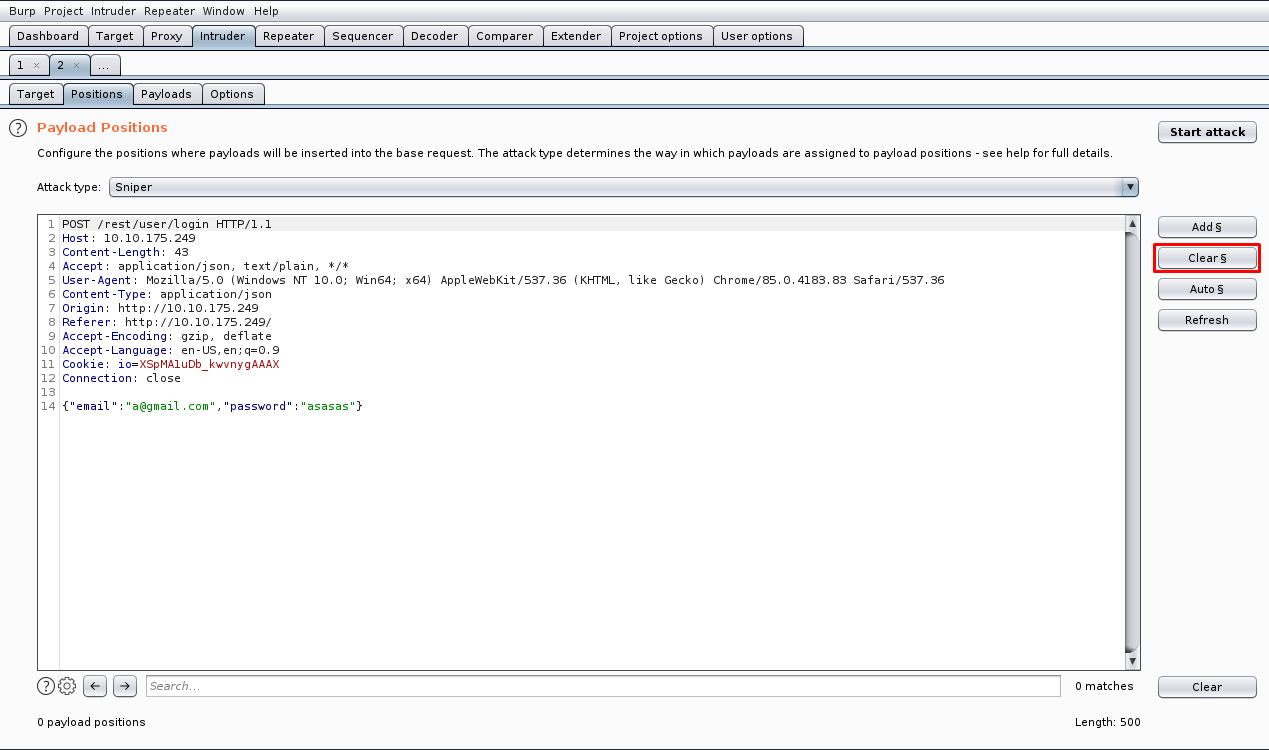 Burp Project Intruder Repeater Window Help
Dashboard Target Proxy Intruder Repeater Sequencer Decoder Comparer Extender Project options User options
1 × 2 × ...
Target Positions Payloads Options
? Payload Positions
Start attack
Configure the positions where payloads will be inserted into the base request. The attack type determines the way in which payloads are assigned to payload positions - see help for full details.
Attack type: Sniper
1 POST /rest/user/login HTTP/1.1
2 Host: 10.10.175.249
3 Content-Length: 43
4 Accept: application/json, text/plain, */*
5 User-Agent: Mozilla/5.0 (Windows NT 10.0; Win64; x64) AppleWebKit/537.36 (KHTML, like Gecko) Chrome/85.0.4183.83 Safari/537.36
6 Content-Type: application/json
7 Origin: http://10.10.175.249
8 Referer: http://10.10.175.249/
9 Accept-Encoding: gzip, deflate
10 Accept-Language: en-US,en;q=0.9
11 Cookie: io=XSpMA1uDb_kwvnygAAAX
12 Connection: close
13
14 {"email":"a@gmail.com","password":"asasas"}
Add §
Clear §
Auto §
Refresh
? Search... 0 matches Clear
0 payload positions Length: 500